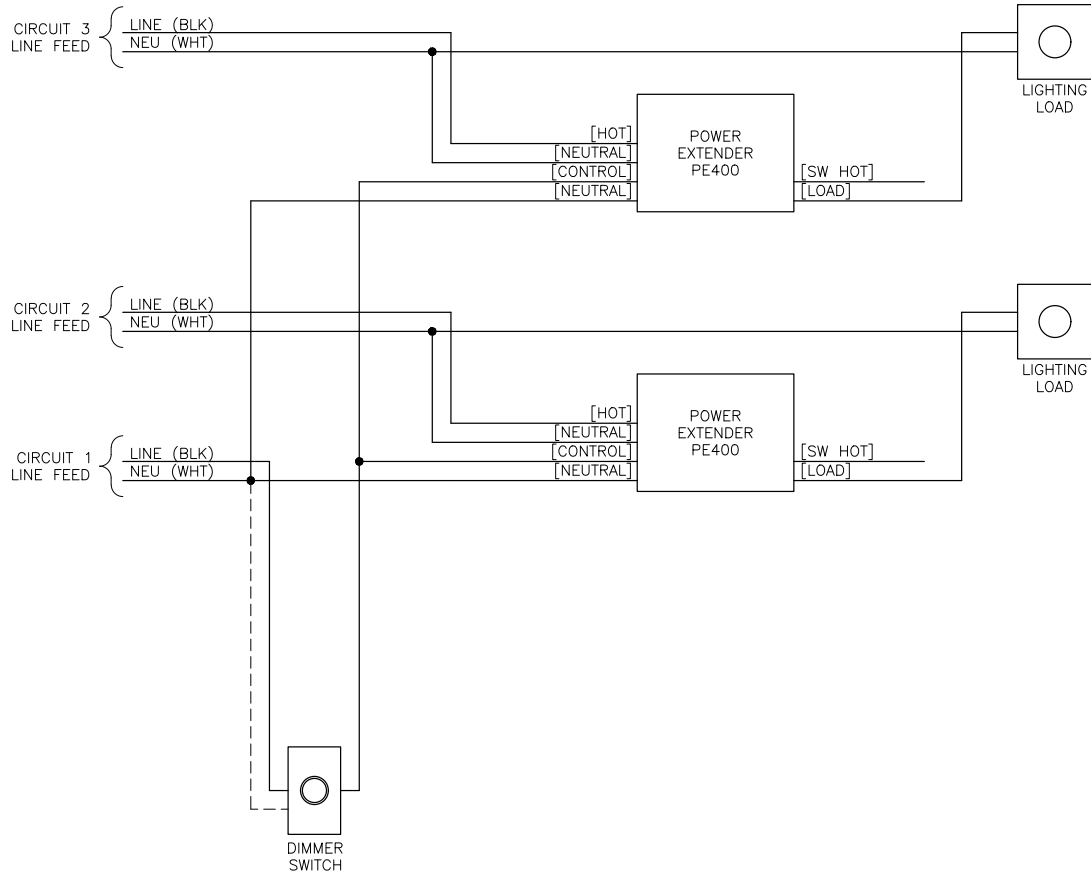 CIRCUIT 3
LINE FEED
LINE (BLK)
NEU (WHT)
LIGHTING
LOAD
POWER
EXTENDER
PE400
[HOT]
[NEUTRAL]
[CONTROL]
[NEUTRAL]
[SW HOT]
[LOAD]
CIRCUIT 2
LINE FEED
LINE (BLK)
NEU (WHT)
LIGHTING
LOAD
POWER
EXTENDER
PE400
[HOT]
[NEUTRAL]
[CONTROL]
[NEUTRAL]
[SW HOT]
[LOAD]
CIRCUIT 1
LINE FEED
LINE (BLK)
NEU (WHT)
DIMMER
SWITCH